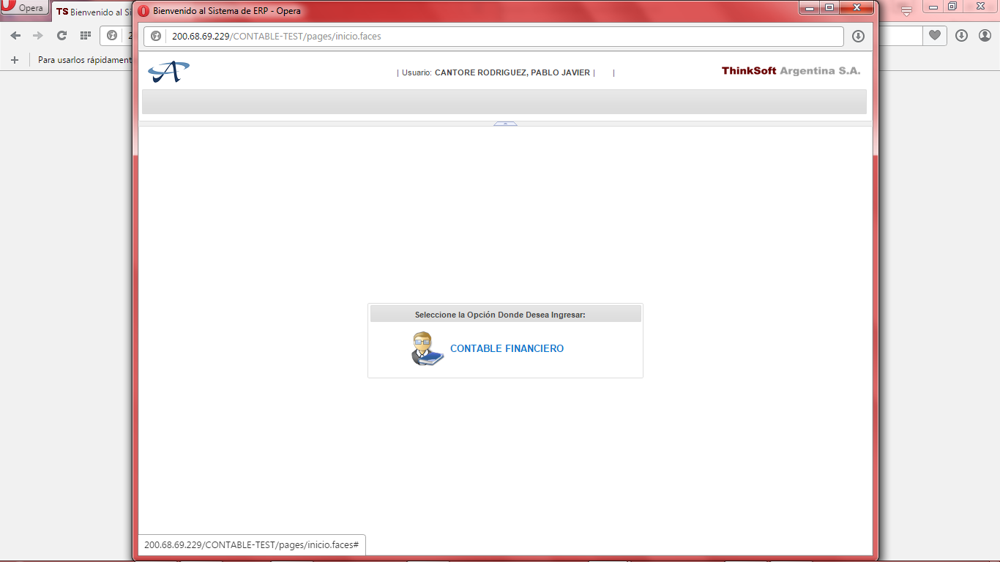 Opera
TS Bienvenido al Si
Bienvenido al Sistema de ERP - Opera
200.68.69.229/CONTABLE-TEST/pages/inicio.faces
2
Para usarlos rápidament
A
| Usuario: CANTORE RODRIGUEZ, PABLO JAVIER | |
ThinkSoft Argentina S.A.
Seleccione la Opción Donde Desea Ingresar:
CONTABLE FINANCIERO
200.68.69.229/CONTABLE-TEST/pages/inicio.faces#